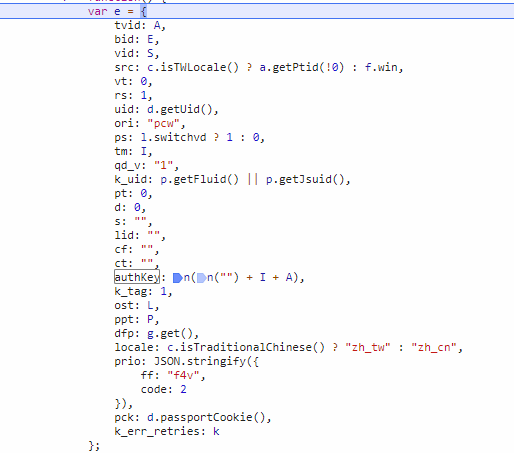 var e = {
tvid: A,
bid: E,
vid: S,
src: c.isTWLocale() ? a.getPtid(!0) : f.win,
vt: 0,
rs: 1,
uid: d.getUid(),
ori: "pcw",
ps: l.switchvd ? 1 : 0,
tm: I,
qd_v: "1",
k_uid: p.getFluid() || p.getJsuid(),
pt: 0,
d: 0,
s: "",
lid: "",
cf: "",
ct: "",
authKey: n(n("") + I + A),
k_tag: 1,
ost: L,
ppt: P,
dfp: g.get(),
locale: c.isTraditionalChinese() ? "zh_tw" : "zh_cn",
prio: JSON.stringify({
ff: "f4v",
code: 2
}),
pck: d.passportCookie(),
k_err_retries: k
};